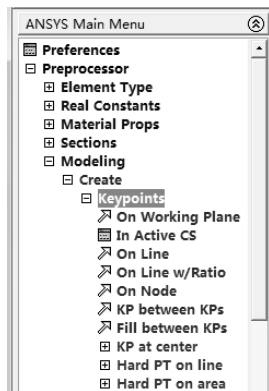 ANSYS Main Menu
Preferences
Preprocessor
Element Type
Real Constants
Material Props
Sections
Modeling
Create
Keypoints
On Working Plane
In Active CS
On Line
On Line w/Ratio
On Node
KP between KPs
Fill between KPs
KP at center
Hard PT on line
Hard PT on area